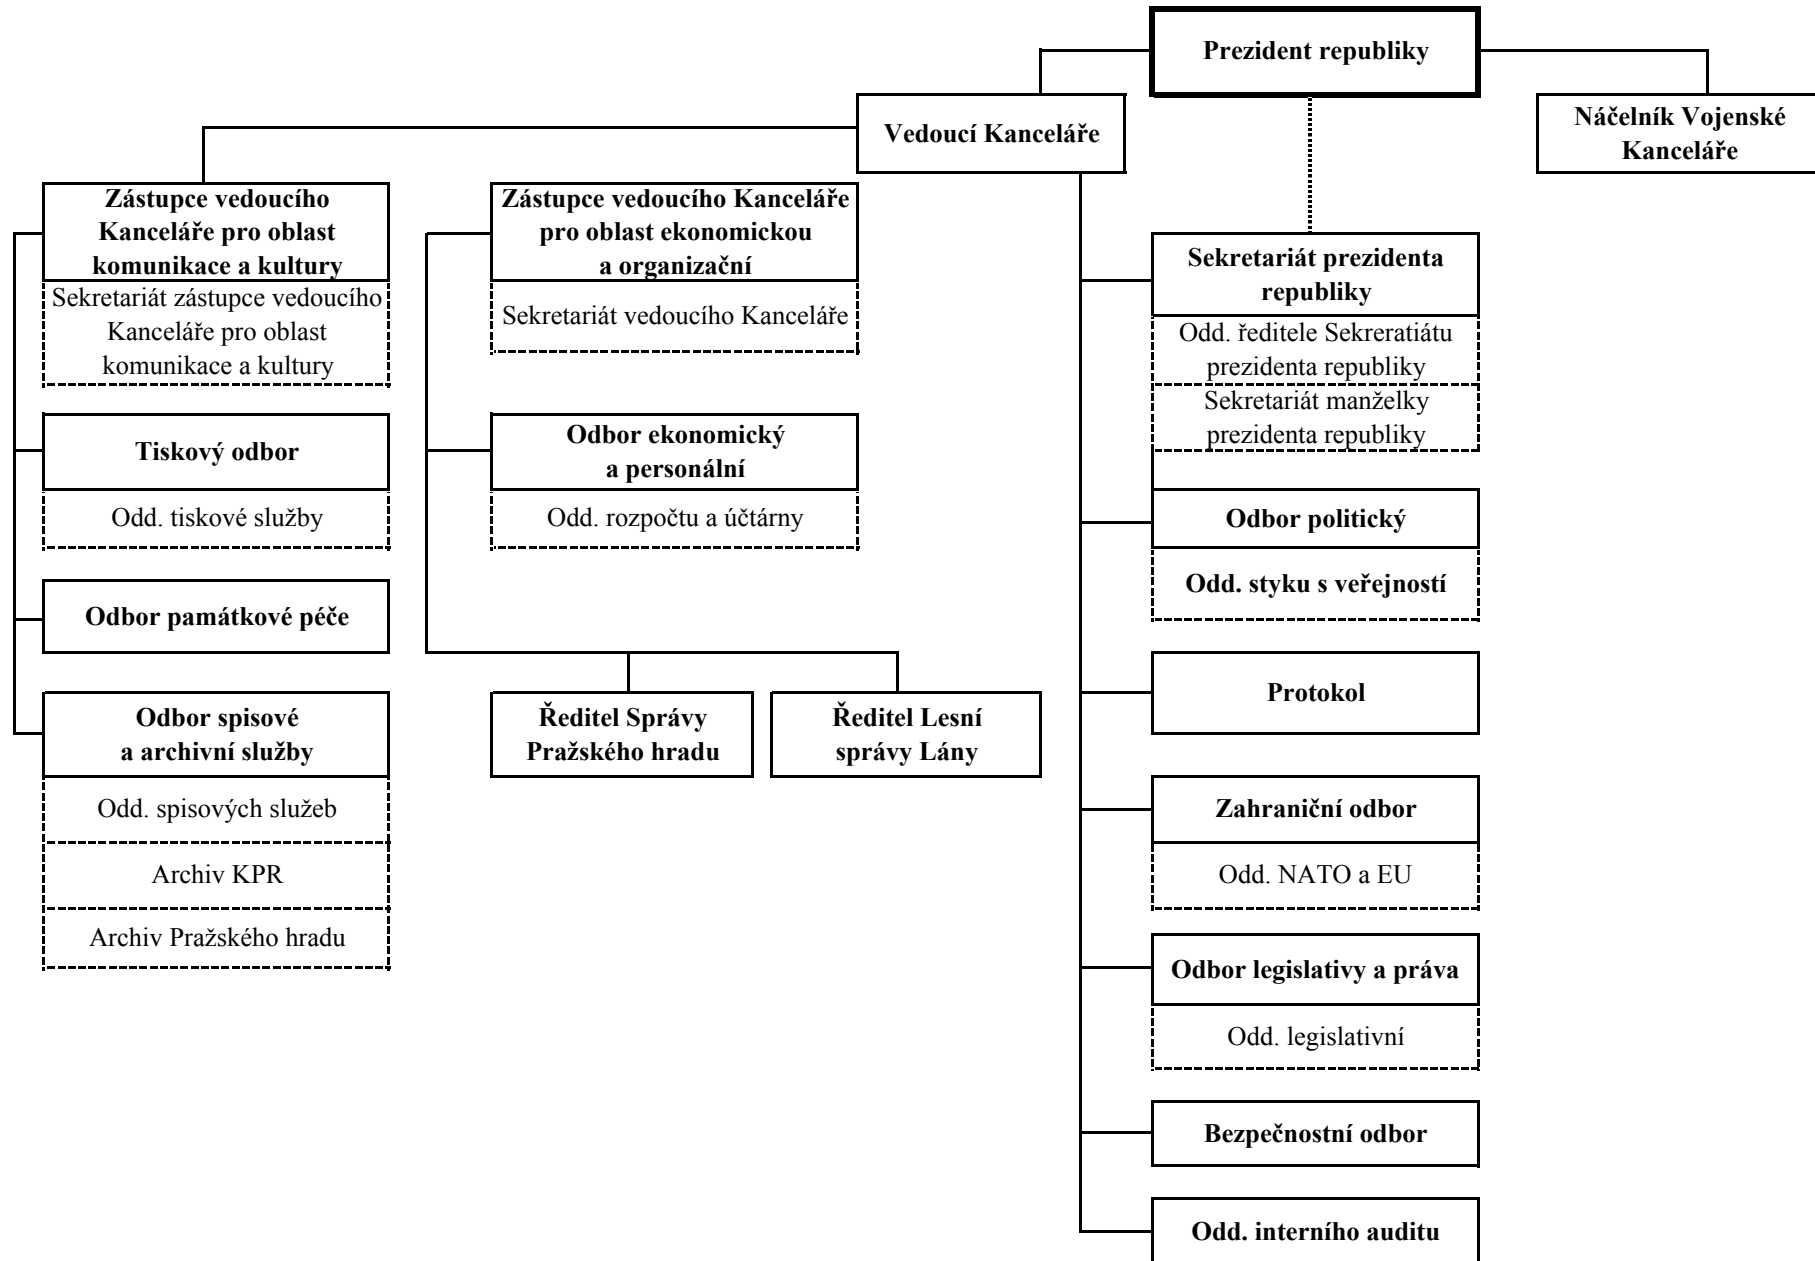 Prezident republiky
Vedoucí Kanceláře
Náčelník Vojenské
Kanceláře
Zástupce vedoucího
Kanceláře pro oblast
komunikace a kultury
Sekretariát zástupce vedoucího
Kanceláře pro oblast
komunikace a kultury
Tiskový odbor
Odd. tiskové služby
Odbor památkové péče
Odbor spisové
a archivní služby
Odd. spisových služeb
Archiv KPR
Archiv Pražského hradu
Zástupce vedoucího Kanceláře
pro oblast ekonomickou
a organizační
Sekretariát vedoucího Kanceláře
Odbor ekonomický
a personální
Odd. rozpočtu a účtárny
Ředitel Správy
Pražského hradu
Ředitel Lesní
správy Lány
Sekretariát prezidenta
republiky
Odd. ředitele Sekreratiátu
prezidenta republiky
Sekretariát manželky
prezidenta republiky
Odbor politický
Odd. styku s veřejností
Protokol
Zahraniční odbor
Odd. NATO a EU
Odbor legislativy a práva
Odd. legislativní
Bezpečnostní odbor
Odd. interního auditu